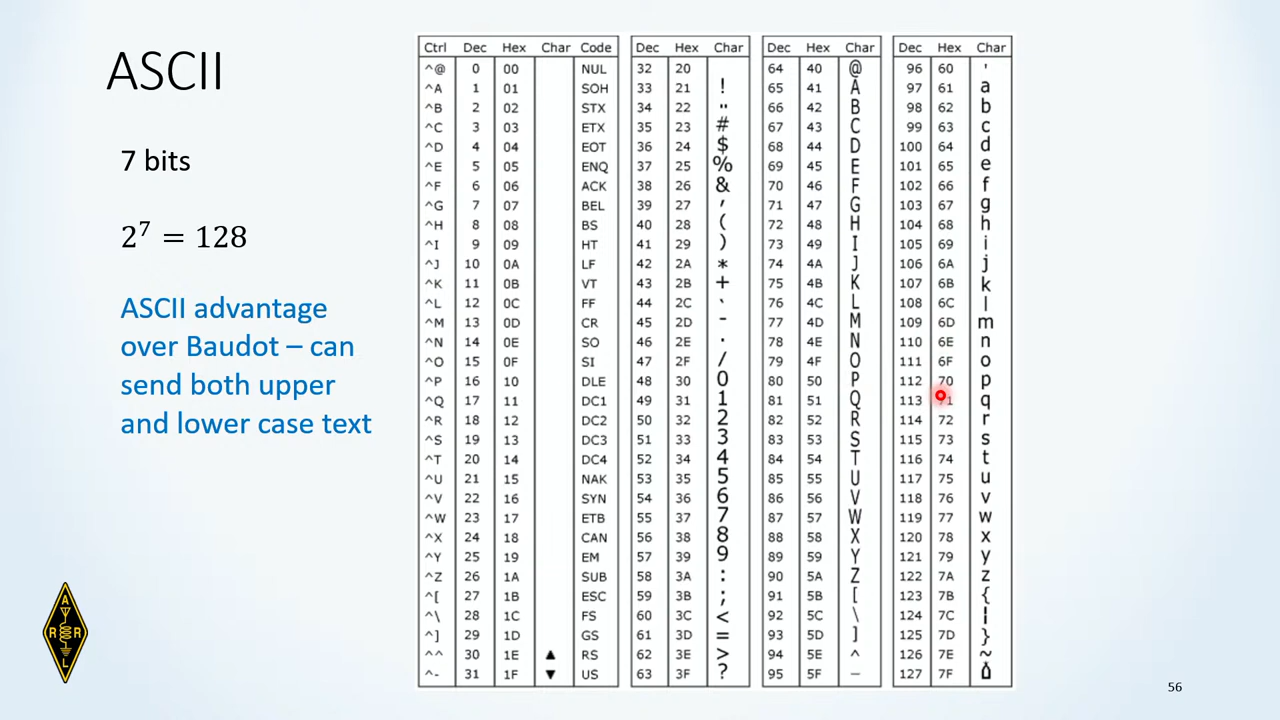 ASCII
7 bits
2⁷ = 128
ASCII advantage
over Baudot – can
send both upper
and lower case text
Ctrl Dec Hex Char Code
^@ 0 00 NUL
^A 1 01 SOH
^B 2 02 STX
^C 3 03 ETX
^D 4 04 EOT
^E 5 05 ENQ
^F 6 06 ACK
^G 7 07 BEL
^H 8 08 BS
^I 9 09 HT
^J 10 0A LF
^K 11 0B VT
^L 12 0C FF
^M 13 0D CR
^N 14 0E SO
^O 15 0F SI
^P 16 10 DLE
^Q 17 11 DC1
^R 18 12 DC2
^S 19 13 DC3
^T 20 14 DC4
^U 21 15 NAK
^V 22 16 SYN
^W 23 17 ETB
^X 24 18 CAN
^Y 25 19 EM
^Z 26 1A SUB
^[ 27 1B ESC
^\ 28 1C FS
^] 29 1D GS
^^ 30 1E ▲ RS
^- 31 1F ▼ US
Dec Hex Char
32 20
33 21 !
34 22 "
35 23 #
36 24 $
37 25 %
38 26 &
39 27 '
40 28 (
41 29 )
42 2A *
43 2B +
44 2C `
45 2D -
46 2E .
47 2F /
48 30 0
49 31 1
50 32 2
51 33 3
52 34 4
53 35 5
54 36 6
55 37 7
56 38 8
57 39 9
58 3A :
59 3B ;
60 3C <
61 3D =
62 3E >
63 3F ?
Dec Hex Char
64 40 @
65 41 A
66 42 B
67 43 C
68 44 D
69 45 E
70 46 F
71 47 G
72 48 H
73 49 I
74 4A J
75 4B K
76 4C L
77 4D M
78 4E N
79 4F O
80 50 P
81 51 Q
82 52 R
83 53 S
84 54 T
85 55 U
86 56 V
87 57 W
88 58 X
89 59 Y
90 5A Z
91 5B [
92 5C \
93 5D ]
94 5E ^
95 5F _
Dec Hex Char
96 60 '
97 61 a
98 62 b
99 63 c
100 64 d
101 65 e
102 66 f
103 67 g
104 68 h
105 69 i
106 6A j
107 6B k
108 6C l
109 6D m
110 6E n
111 6F o
112 70 p
113 71 q
114 72 r
115 73 s
116 74 t
117 75 u
118 76 v
119 77 w
120 78 x
121 79 y
122 7A z
123 7B {
124 7C ¦
125 7D }
126 7E ~
127 7F ⌂
A
R R
L
56